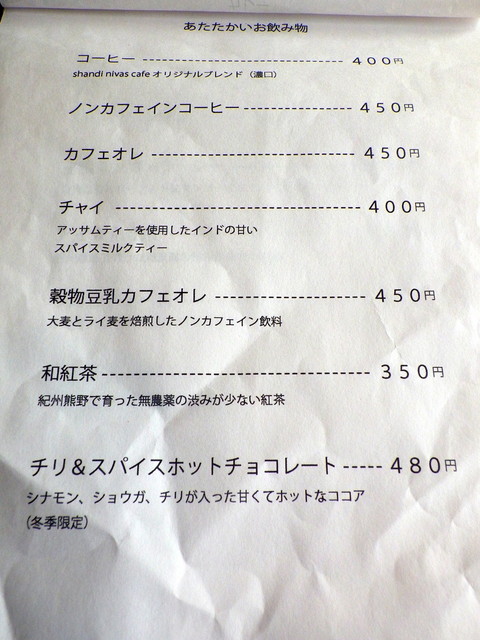 あたたかいお飲み物
コーヒー ------------------------------ 400円
shandi nivas cafe オリジナルブレンド（濃口）
ノンカフェインコーヒー---------------- 450円
カフェオレ ----------------------------- 450円
チャイ ----------------------------------- 400円
アッサムティーを使用したインドの甘い
スパイスミルクティー
穀物豆乳カフェオレ -------------------- 450円
大麦とライ麦を焙煎したノンカフェイン飲料
和紅茶----------------------------------- 350円
紀州熊野で育った無農薬の渋みが少ない紅茶
チリ＆スパイスホットチョコレート ----- 480円
シナモン、ショウガ、チリが入った甘くてホットなココア
(冬季限定)